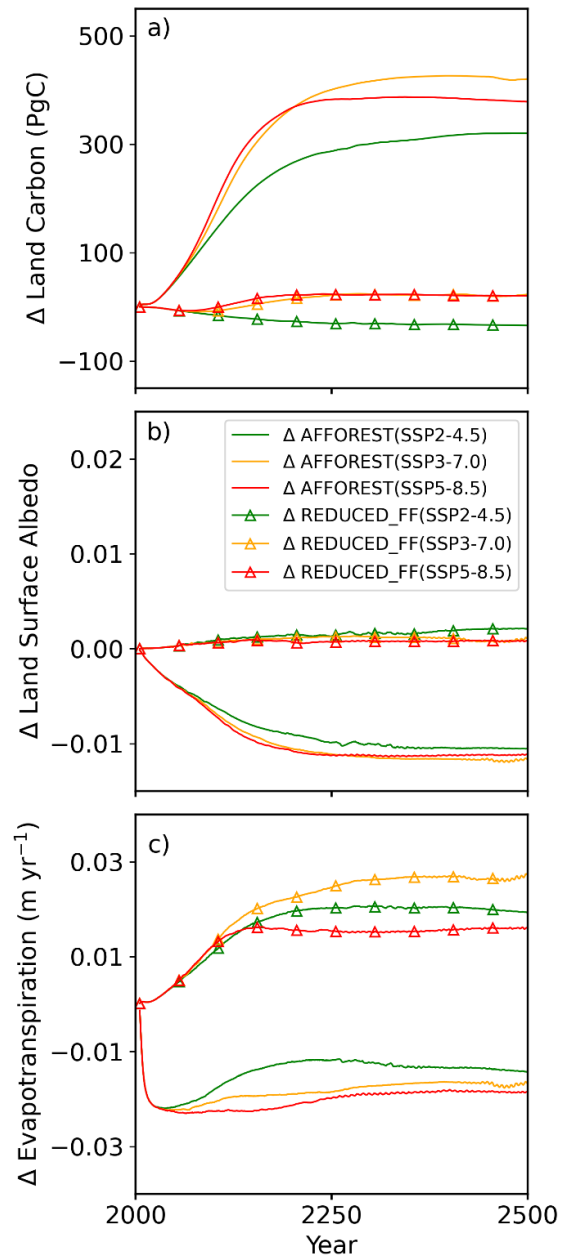 a)
500
300
100
−100
Δ Land Carbon (PgC)
b)
0.02
0.01
0.00
−0.01
Δ Land Surface Albedo
Δ AFFOREST(SSP2-4.5)
Δ AFFOREST(SSP3-7.0)
Δ AFFOREST(SSP5-8.5)
Δ REDUCED_FF(SSP2-4.5)
Δ REDUCED_FF(SSP3-7.0)
Δ REDUCED_FF(SSP5-8.5)
c)
0.03
0.01
−0.01
−0.03
Δ Evapotranspiration (m yr⁻¹)
2000 2250 2500
Year